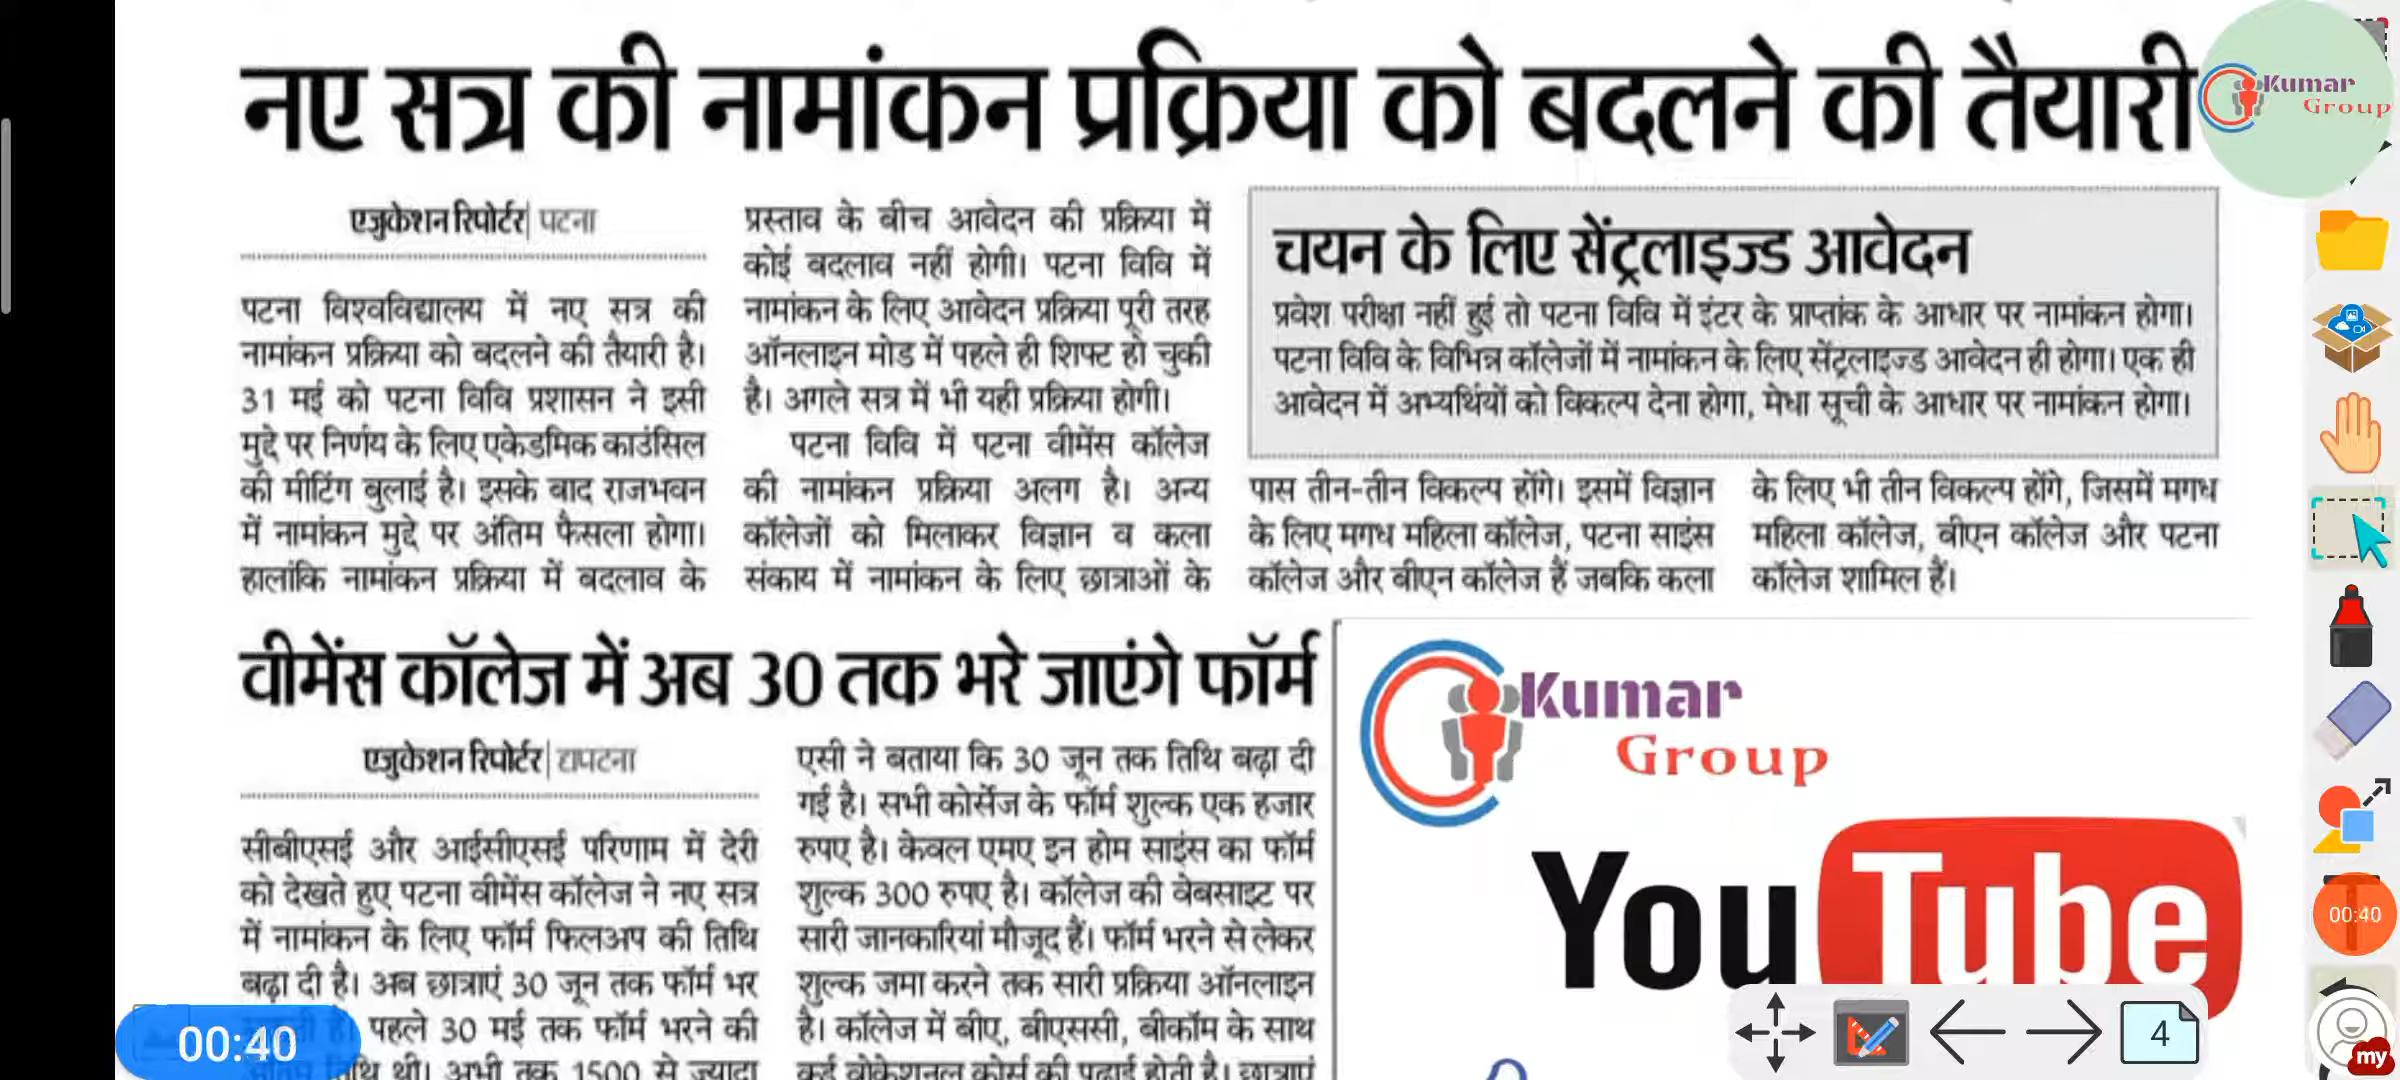 नए सत्र की नामांकन प्रक्रिया को बदलने की तैयारी
Kumar
Group
एजुकेशन रिपोर्टर| पटना
पटना विश्वविद्यालय में नए सत्र की
नामांकन प्रक्रिया को बदलने की तैयारी है।
31 मई को पटना विवि प्रशासन ने इसी
मुद्दे पर निर्णय के लिए एकेडमिक काउंसिल
की मीटिंग बुलाई है। इसके बाद राजभवन
में नामांकन मुद्दे पर अंतिम फैसला होगा।
हालांकि नामांकन प्रक्रिया में बदलाव के
प्रस्ताव के बीच आवेदन की प्रक्रिया में
कोई बदलाव नहीं होगी। पटना विवि में
नामांकन के लिए आवेदन प्रक्रिया पूरी तरह
ऑनलाइन मोड में पहले ही शिफ्ट हो चुकी
है। अगले सत्र में भी यही प्रक्रिया होगी।
पटना विवि में पटना वीमेंस कॉलेज
की नामांकन प्रक्रिया अलग है। अन्य
कॉलेजों को मिलाकर विज्ञान व कला
संकाय में नामांकन के लिए छात्राओं के
चयन के लिए सेंट्रलाइज्ड आवेदन
प्रवेश परीक्षा नहीं हुई तो पटना विवि में इंटर के प्राप्तांक के आधार पर नामांकन होगा।
पटना विवि के विभिन्न कॉलेजों में नामांकन के लिए सेंट्रलाइज्ड आवेदन ही होगा। एक ही
आवेदन में अभ्यर्थियों को विकल्प देना होगा, मेधा सूची के आधार पर नामांकन होगा।
पास तीन-तीन विकल्प होंगे। इसमें विज्ञान
के लिए मगध महिला कॉलेज, पटना साइंस
कॉलेज और बीएन कॉलेज हैं जबकि कला
के लिए भी तीन विकल्प होंगे, जिसमें मगध
महिला कॉलेज, बीएन कॉलेज और पटना
कॉलेज शामिल हैं।
वीमेंस कॉलेज में अब 30 तक भरे जाएंगे फॉर्म
एजुकेशन रिपोर्टर| द्यपटना
सीबीएसई और आईसीएसई परिणाम में देरी
को देखते हुए पटना वीमेंस कॉलेज ने नए सत्र
में नामांकन के लिए फॉर्म फिलअप की तिथि
बढ़ा दी है। अब छात्राएं 30 जून तक फॉर्म भर
है। पहले 30 मई तक फॉर्म भरने की
तिथि थी। अभी तक 1500 से ज्यादा
एसी ने बताया कि 30 जून तक तिथि बढ़ा दी
गई है। सभी कोर्सेज के फॉर्म शुल्क एक हजार
रुपए है। केवल एमए इन होम साइंस का फॉर्म
शुल्क 300 रुपए है। कॉलेज की वेबसाइट पर
सारी जानकारियां मौजूद हैं। फॉर्म भरने से लेकर
शुल्क जमा करने तक सारी प्रक्रिया ऑनलाइन
है। कॉलेज में बीए, बीएससी, बीकॉम के साथ
कई वोकेशनल कोर्स की पढ़ाई होती है। छात्राएं
Kumar
Group
YouTube
00:40
00:40
4
my